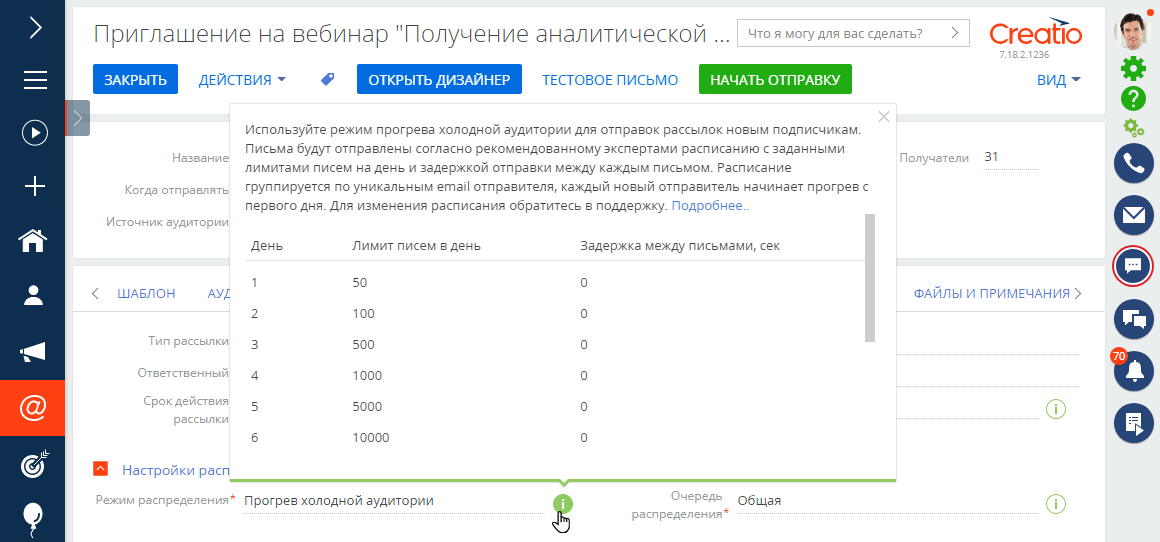 Приглашение на вебинар "Получение аналитической ...
Что я могу для вас сделать?
Creatio
7.18.2.1236
ЗАКРЫТЬ
ДЕЙСТВИЯ
ОТКРЫТЬ ДИЗАЙНЕР
ТЕСТОВОЕ ПИСЬМО
НАЧАТЬ ОТПРАВКУ
ВИД
Название
Когда отправлять
Источник аудитории
Получатели 31
Используйте режим прогрева холодной аудитории для отправок рассылок новым подписчикам.
Письма будут отправлены согласно рекомендованному экспертами расписанию с заданными
лимитами писем на день и задержкой отправки между каждым письмом. Расписание
группируется по уникальным email отправителя, каждый новый отправитель начинает прогрев с
первого дня. Для изменения расписания обратитесь в поддержку. Подробнее..
День Лимит писем в день Задержка между письмами, сек
1 50 0
2 100 0
3 500 0
4 1000 0
5 5000 0
6 10000 0
ШАБЛОН
АУД
ФАЙЛЫ И ПРИМЕЧАНИЯ
Тип рассылки
Ответственный
Срок действия
рассылки
70
Настройки расп
Режим распределения* Прогрев холодной аудитории
Очередь
распределения*
Общая